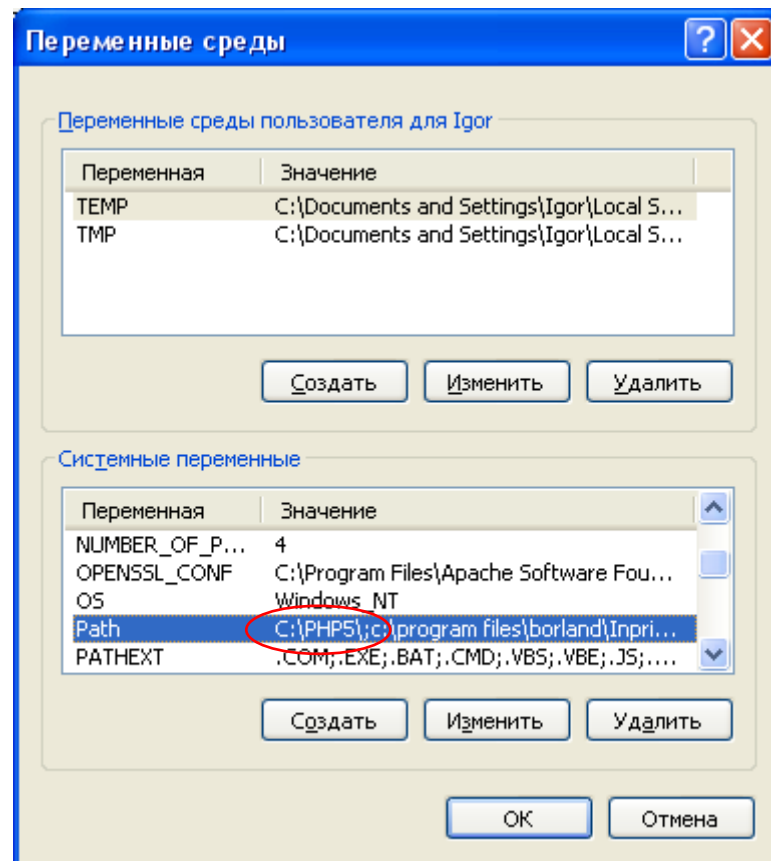 Переменные среды
Переменные среды пользователя для Igor
Переменная Значение
TEMP C:\Documents and Settings\Igor\Local S...
TMP C:\Documents and Settings\Igor\Local S...
Создать Изменить Удалить
Системные переменные
Переменная Значение
NUMBER_OF_P... 4
OPENSSL_CONF C:\Program Files\Apache Software Fou...
OS Windows_NT
Path C:\PHP5\;c:\program files\borland\Inpri...
PATHEXT .COM;.EXE;.BAT;.CMD;.VBS;.VBE;.JS;....
Создать Изменить Удалить
ОК Отмена